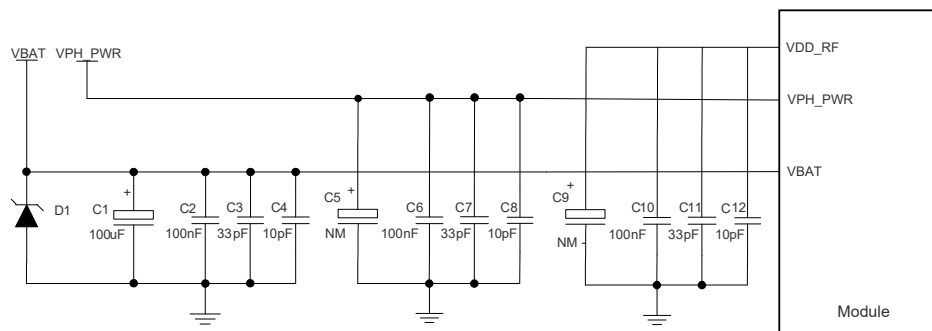 VDD_RF
VBAT VPH_PWR
VPH_PWR
VBAT
D1
C1
100uF
+
C2
100nF
C3
33pF
C4
10pF
C5
NM
+
C6
100nF
C7
33pF
C8
10pF
C9
NM
+
C10
100nF
C11
33pF
C12
10pF
Module